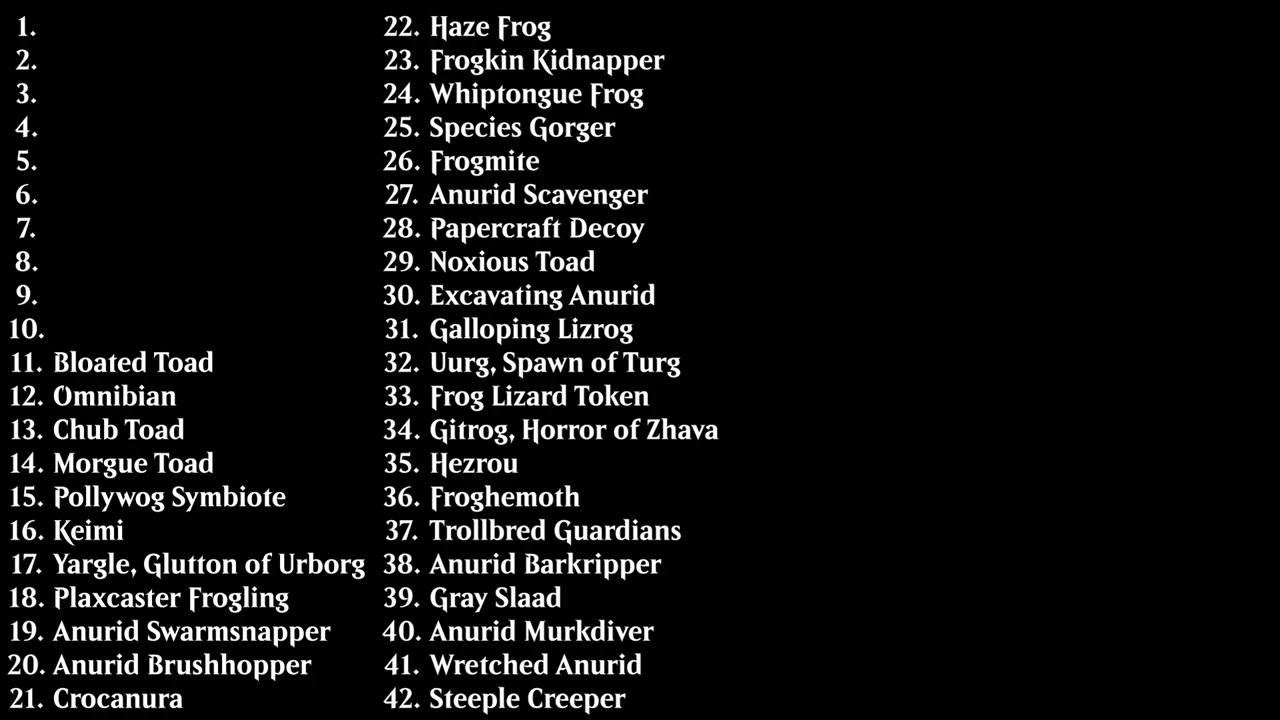 1.
2.
3.
4.
5.
6.
7.
8.
9.
10.
11. Bloated Toad
12. Omnibian
13. Chub Toad
14. Morgue Toad
15. Pollywog Symbiote
16. Keimi
17. Yargle, Glutton of Urborg
18. Plaxcaster Frogling
19. Anurid Swarmsnapper
20. Anurid Brushhopper
21. Crocanura
22. Haze Frog
23. Frogkin Kidnapper
24. Whiptongue Frog
25. Species Gorger
26. Frogmite
27. Anurid Scavenger
28. Papercraft Decoy
29. Noxious Toad
30. Excavating Anurid
31. Galloping Lizrog
32. Uurg, Spawn of Turg
33. Frog Lizard Token
34. Gitrog, Horror of Zhava
35. Hezrou
36. Froghemoth
37. Trollbred Guardians
38. Anurid Barkripper
39. Gray Slaad
40. Anurid Murkdiver
41. Wretched Anurid
42. Steeple Creeper